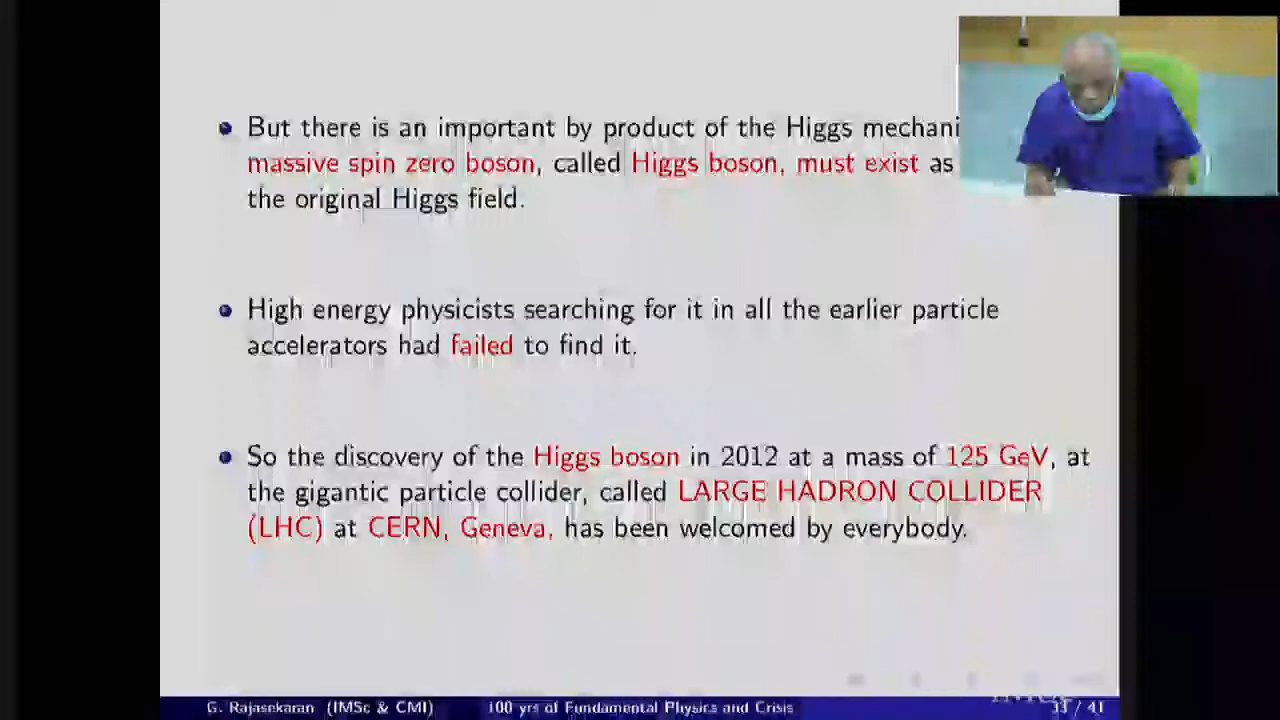 But there is an important by product of the Higgs mechani
massive spin zero boson, called Higgs boson, must exist as
the original Higgs field.
High energy physicists searching for it in all the earlier particle
accelerators had failed to find it.
So the discovery of the Higgs boson in 2012 at a mass of 125 GeV, at
the gigantic particle collider, called LARGE HADRON COLLIDER
(LHC) at CERN, Geneva, has been welcomed by everybody.
G. Rajasekaran (IMSc & CMI) 100 yrs of Fundamental Physics and Crisis 33 / 41